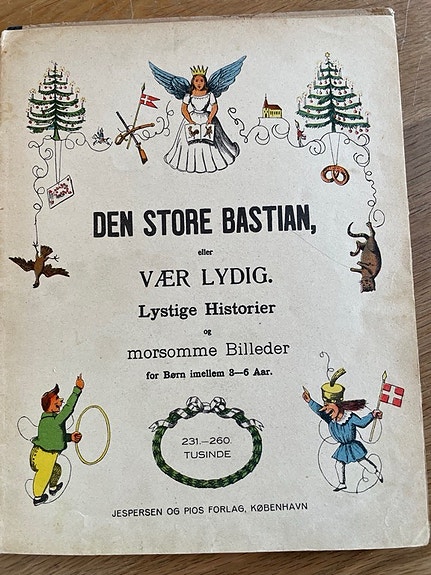 DEN STORE BASTIAN,
eller
VÆR LYDIG.
Lystige Historier
og
morsomme Billeder
for Børn imellem 3—6 Aar.
231.—260.
TUSINDE
JESPERSEN OG PIOS FORLAG, KØBENHAVN